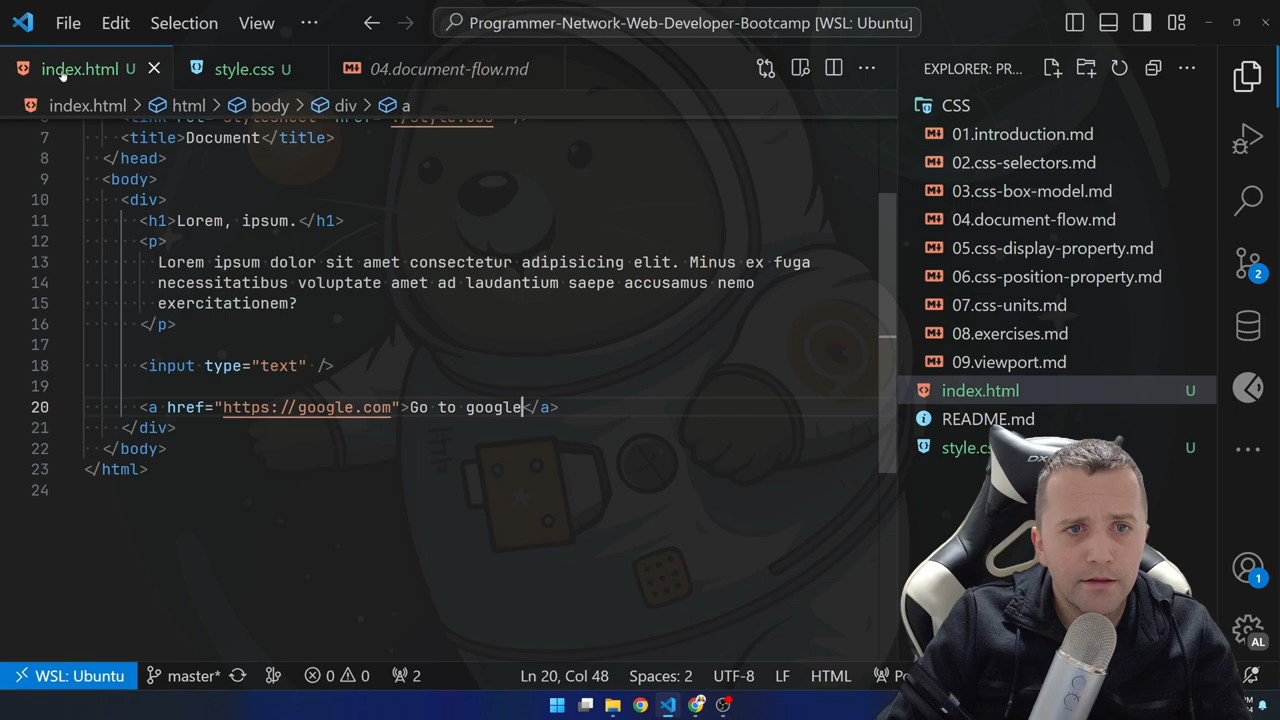 File Edit Selection View ··· Programmer-Network-Web-Developer-Bootcamp [WSL: Ubuntu]
index.html U style.css U 04.document-flow.md
EXPLORER: PR...
index.html > html > body > div > a
7 <title>Document</title>
8 </head>
9 <body>
10 <div>
11 <h1>Lorem, ipsum.</h1>
12 <p>
13 Lorem ipsum dolor sit amet consectetur adipisicing elit. Minus ex fuga
14 necessitatibus voluptate amet ad laudantium saepe accusamus nemo
15 exercitationem?
16 </p>
17
18 <input type="text" />
19
20 <a href="https://google.com">Go to google</a>
21 </div>
22 </body>
23 </html>
24
CSS
01.introduction.md
02.css-selectors.md
03.css-box-model.md
04.document-flow.md
05.css-display-property.md
06.css-position-property.md
07.css-units.md
08.exercises.md
09.viewport.md
index.html U
README.md
style.cs U
2
1
AL
WSL: Ubuntu master* 0 0 2 Ln 20, Col 48 Spaces: 2 UTF-8 LF HTML